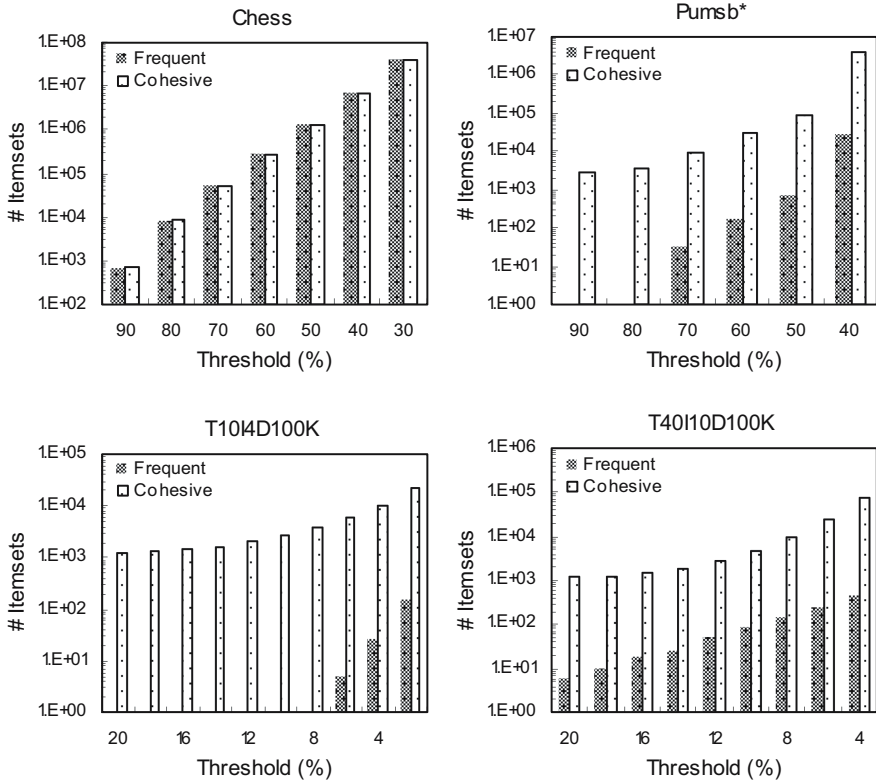 Chess
1.E+08
1.E+07
1.E+06
1.E+05
1.E+04
1.E+03
1.E+02
# Itemsets
Frequent
Cohesive
90 80 70 60 50 40 30
Threshold (%)
Pumsb*
1.E+07
1.E+06
1.E+05
1.E+04
1.E+03
1.E+02
1.E+01
1.E+00
# Itemsets
Frequent
Cohesive
90 80 70 60 50 40
Threshold (%)
T10I4D100K
1.E+05
1.E+04
1.E+03
1.E+02
1.E+01
1.E+00
# Itemsets
Frequent
Cohesive
20 16 12 8 4
Threshold (%)
T40I10D100K
1.E+06
1.E+05
1.E+04
1.E+03
1.E+02
1.E+01
1.E+00
# Itemsets
Frequent
Cohesive
20 16 12 8 4
Threshold (%)